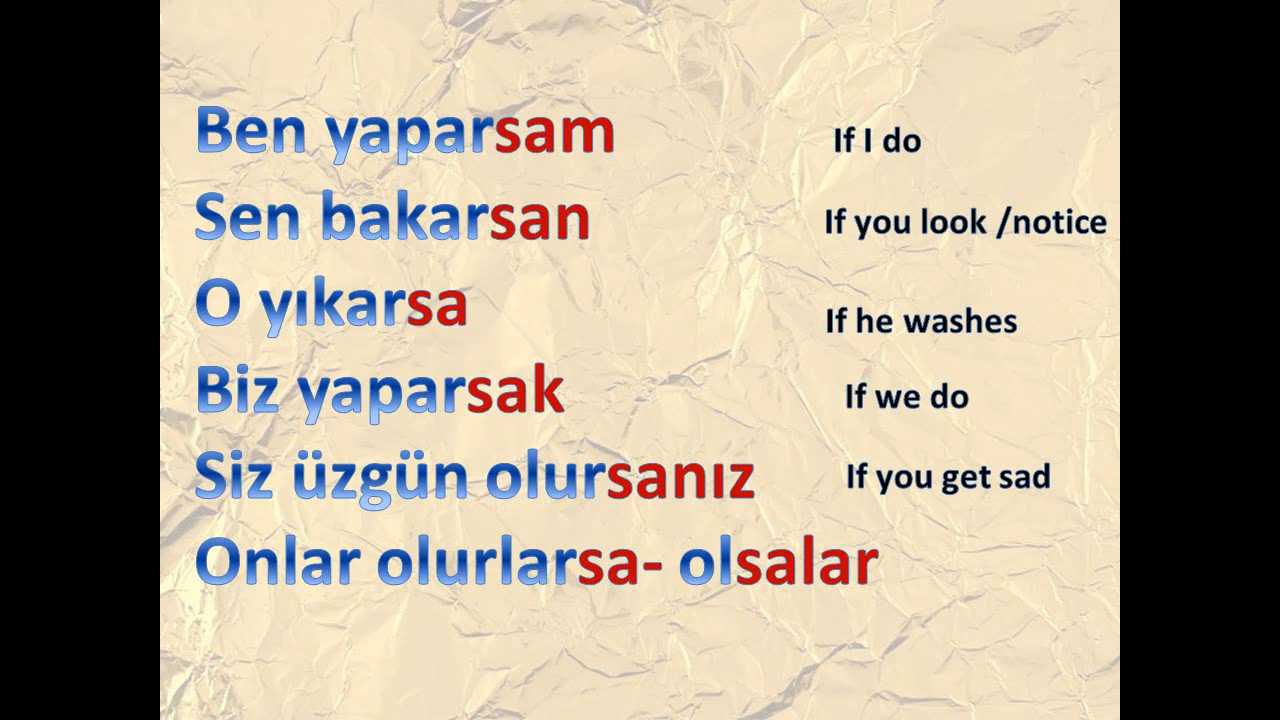 Ben yaparsam If I do
Sen bakarsan If you look /notice
O yıkarsa If he washes
Biz yaparsak If we do
Siz üzgün olursanız If you get sad
Onlar olurlarsa- olsalar